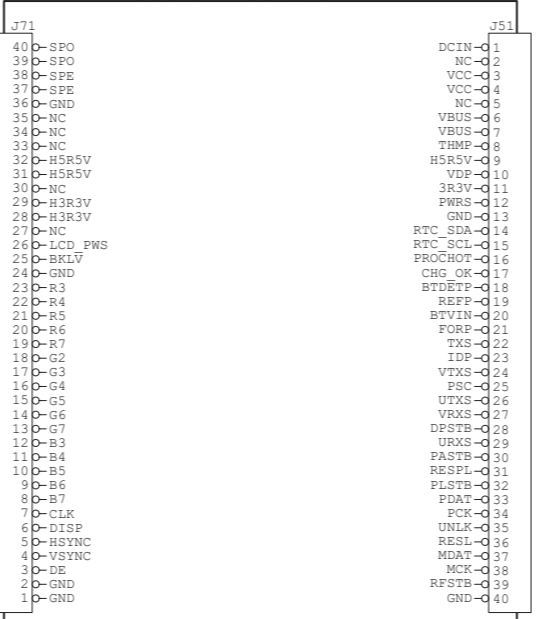 J71
40 SPO
39 SPO
38 SPE
37 SPE
36 GND
35 NC
34 NC
33 NC
32 H5R5V
31 H5R5V
30 NC
29 H3R3V
28 H3R3V
27 NC
26 LCD_PWS
25 BKLV
24 GND
23 R3
22 R4
21 R5
20 R6
19 R7
18 G2
17 G3
16 G4
15 G5
14 G6
13 G7
12 B3
11 B4
10 B5
9 B6
8 B7
7 CLK
6 DISP
5 HSYNC
4 VSYNC
3 DE
2 GND
1 GND
J51
DCIN 1
NC 2
VCC 3
VCC 4
NC 5
VBUS 6
VBUS 7
THMP 8
H5R5V 9
VDP 10
3R3V 11
PWRS 12
GND 13
RTC_SDA 14
RTC_SCL 15
PROCHOT 16
CHG_OK 17
BTDETP 18
REFP 19
BTVIN 20
FORP 21
TXS 22
IDP 23
VTXS 24
PSC 25
UTXS 26
VRXS 27
DPSTB 28
URXS 29
PASTB 30
RESPL 31
PLSTB 32
PDAT 33
PCK 34
UNLK 35
RESL 36
MDAT 37
MCK 38
RFSTB 39
GND 40